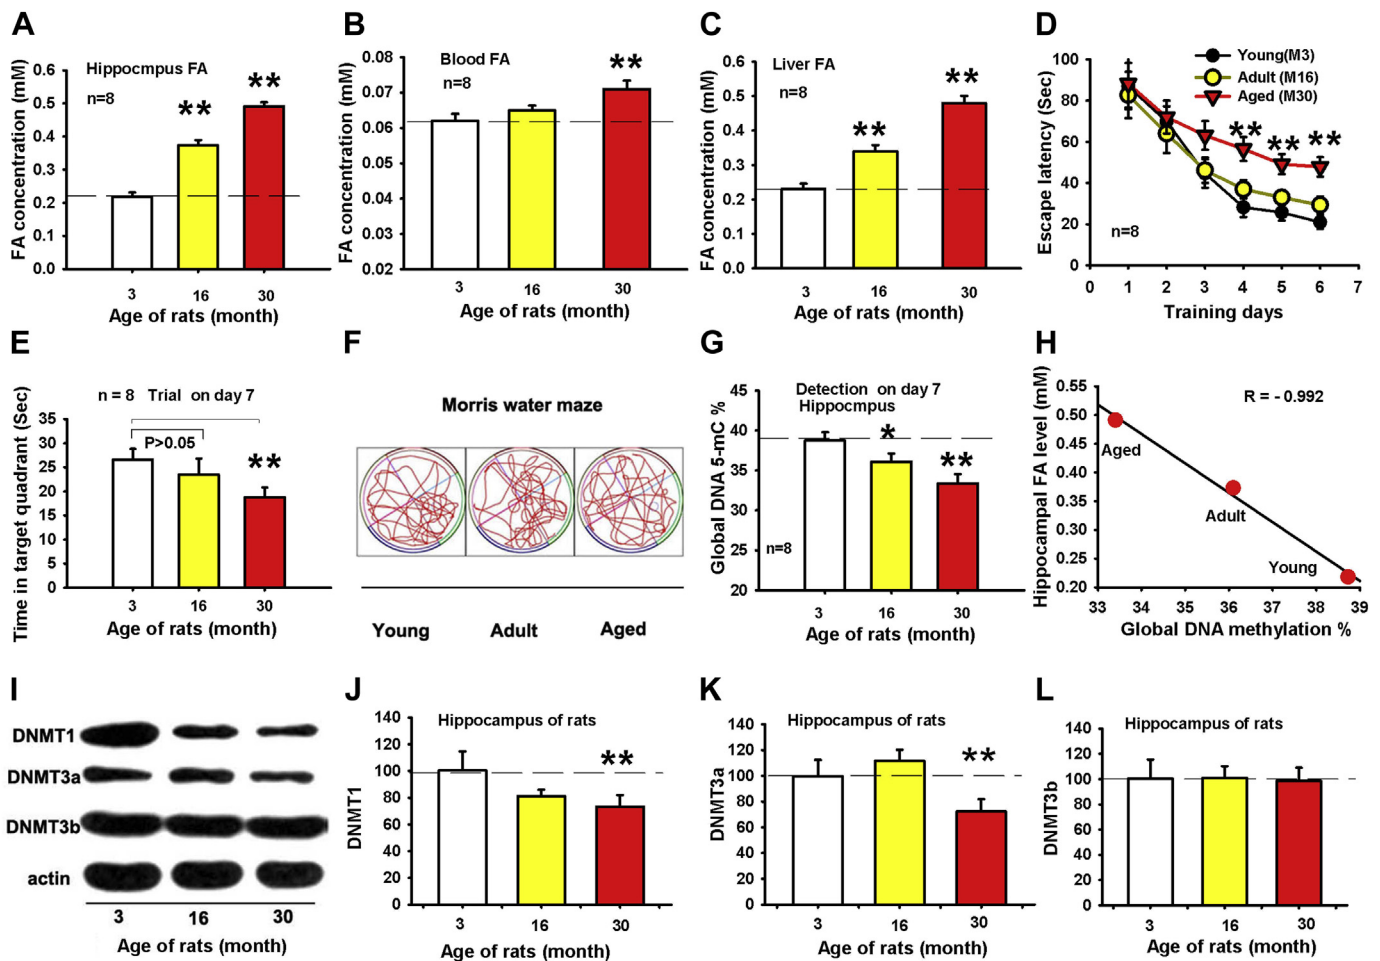 A
Hippocmpus FA
n=8
FA concentration (mM)
0.6
0.5
0.4
0.3
0.2
0.1
0.0
**
**
3 16 30
Age of rats (month)
B
Blood FA
n=8
FA concentration (mM)
0.08
0.07
0.06
0.05
0.04
0.03
0.02
**
3 16 30
Age of rats (month)
C
Liver FA
n=8
FA concentration (mM)
0.6
0.5
0.4
0.3
0.2
0.1
0.0
**
**
3 16 30
Age of rats (month)
D
Young(M3)
Adult (M16)
Aged (M30)
Escape latency (Sec)
100
80
60
40
20
0
** ** **
n=8
0 1 2 3 4 5 6 7
Training days
E
n = 8 Trial on day 7
P>0.05
**
Time in target quadrant (Sec)
35
30
25
20
15
10
5
0
3 16 30
Age of rats (month)
F
Morris water maze
Young Adult Aged
G
Detection on day 7
Hippocmpus
Global DNA 5-mC %
45
40
35
30
25
20
*
**
n=8
3 16 30
Age of rats (month)
H
R = - 0.992
Hippocampal FA level (mM)
0.55
0.50
0.45
0.40
0.35
0.30
0.25
0.20
Aged
Adult
Young
33 34 35 36 37 38 39
Global DNA methylation %
I
DNMT1
DNMT3a
DNMT3b
actin
3 16 30
Age of rats (month)
J
Hippocampus of rats
DNMT1
140
120
100
80
60
40
20
0
**
3 16 30
Age of rats (month)
K
Hippocampus of rats
DNMT3a
140
120
100
80
60
40
20
0
**
3 16 30
Age of rats (month)
L
Hippocampus of rats
DNMT3b
140
120
100
80
60
40
20
0
3 16 30
Age of rats (month)